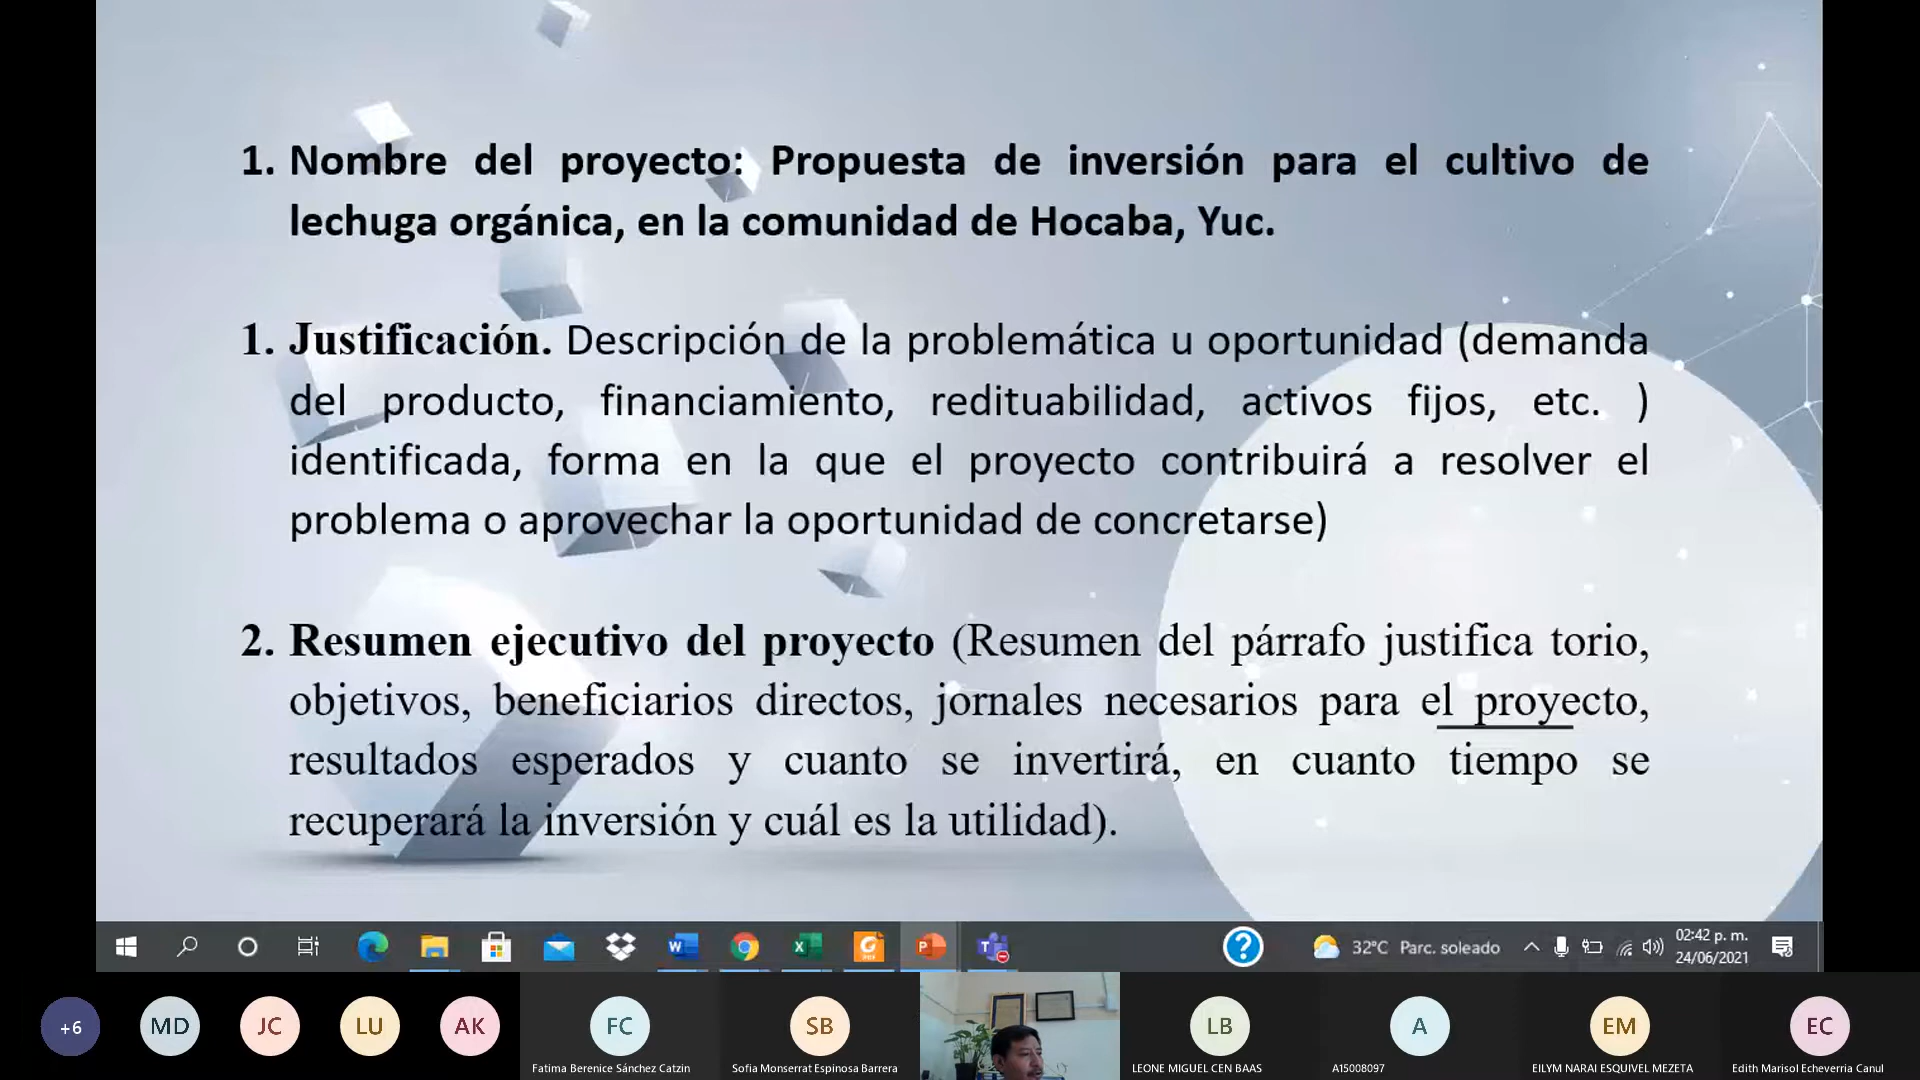 1. Nombre del proyecto: Propuesta de inversión para el cultivo de
lechuga orgánica, en la comunidad de Hocaba, Yuc.
1. Justificación. Descripción de la problemática u oportunidad (demanda
del producto, financiamiento, redituabilidad, activos fijos, etc. )
identificada, forma en la que el proyecto contribuirá a resolver el
problema o aprovechar la oportunidad de concretarse)
2. Resumen ejecutivo del proyecto (Resumen del párrafo justifica torio,
objetivos, beneficiarios directos, jornales necesarios para el proyecto,
resultados esperados y cuanto se invertirá, en cuanto tiempo se
recuperará la inversión y cuál es la utilidad).
32°C Parc. soleado
02:42 p. m.
24/06/2021
+6
MD
JC
LU
AK
FC
SB
LB
A
EM
EC
Fatima Berenice Sánchez Catzin
Sofia Monserrat Espinosa Barrera
LEONE MIGUEL CEN BAAS
A15008097
EILYM NARAI ESQUIVEL MEZETA
Edith Marisol Echeverria Canul